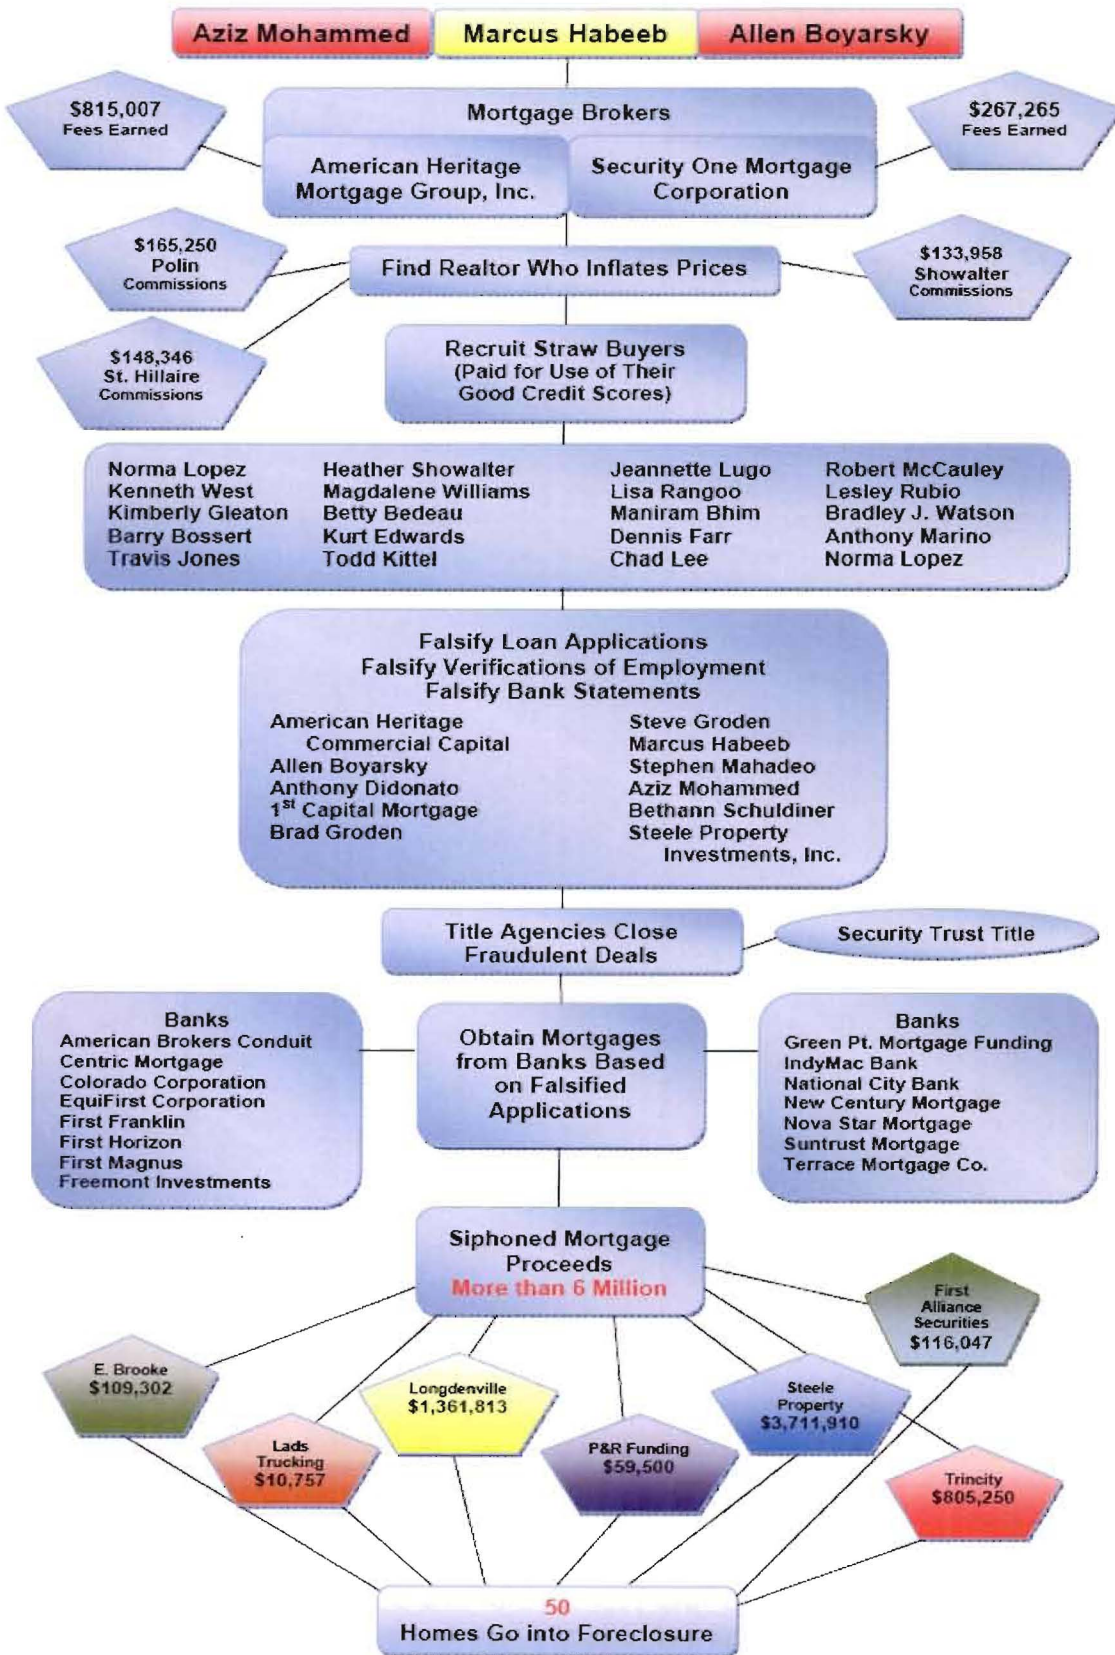 Aziz Mohammed
Marcus Habeeb
Allen Boyarsky
$815,007
Fees Earned
Mortgage Brokers
$267,265
Fees Earned
American Heritage
Mortgage Group, Inc.
Security One Mortgage
Corporation
$165,250
Polin
Commissions
Find Realtor Who Inflates Prices
$133,958
Showalter
Commissions
$148,346
St. Hillaire
Commissions
Recruit Straw Buyers
(Paid for Use of Their
Good Credit Scores)
Norma Lopez
Kenneth West
Kimberly Gleaton
Barry Bossert
Travis Jones
Heather Showalter
Magdalene Williams
Betty Bedeau
Kurt Edwards
Todd Kittel
Jeannette Lugo
Lisa Rangoo
Maniram Bhim
Dennis Farr
Chad Lee
Robert McCauley
Lesley Rubio
Bradley J. Watson
Anthony Marino
Norma Lopez
Falsify Loan Applications
Falsify Verifications of Employment
Falsify Bank Statements
American Heritage
Commercial Capital
Allen Boyarsky
Anthony Didonato
1st Capital Mortgage
Brad Groden
Steve Groden
Marcus Habeeb
Stephen Mahadeo
Aziz Mohammed
Bethann Schuldiner
Steele Property
Investments, Inc.
Title Agencies Close
Fraudulent Deals
Security Trust Title
Banks
American Brokers Conduit
Centric Mortgage
Colorado Corporation
EquiFirst Corporation
First Franklin
First Horizon
First Magnus
Freemont Investments
Obtain Mortgages
from Banks Based
on Falsified
Applications
Banks
Green Pt. Mortgage Funding
IndyMac Bank
National City Bank
New Century Mortgage
Nova Star Mortgage
Suntrust Mortgage
Terrace Mortgage Co.
Siphoned Mortgage
Proceeds
More than 6 Million
First
Alliance
Securities
$116,047
E. Brooke
$109,302
Lads
Trucking
$10,757
Longdenville
$1,361,813
P&R Funding
$59,500
Steele
Property
$3,711,910
Trincity
$805,250
50
Homes Go into Foreclosure